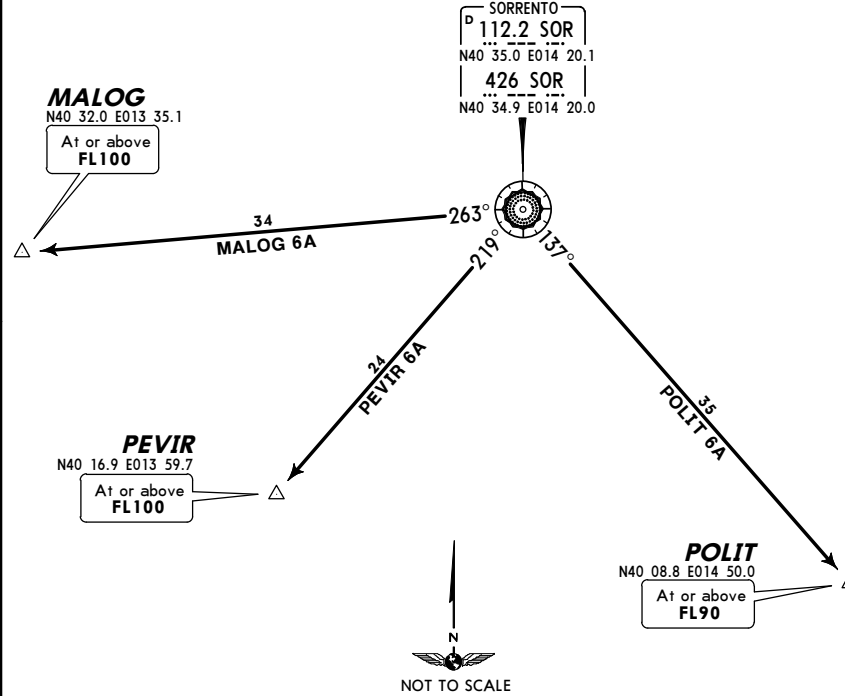 SORRENTO
D 112.2 SOR
N40 35.0 E014 20.1
426 SOR
N40 34.9 E014 20.0
MALOG
N40 32.0 E013 35.1
At or above
FL100
34
MALOG 6A
263°
219°
137°
24
PEVIR 6A
35
POLIT 6A
PEVIR
N40 16.9 E013 59.7
At or above
FL100
POLIT
N40 08.8 E014 50.0
At or above
FL90
N
NOT TO SCALE